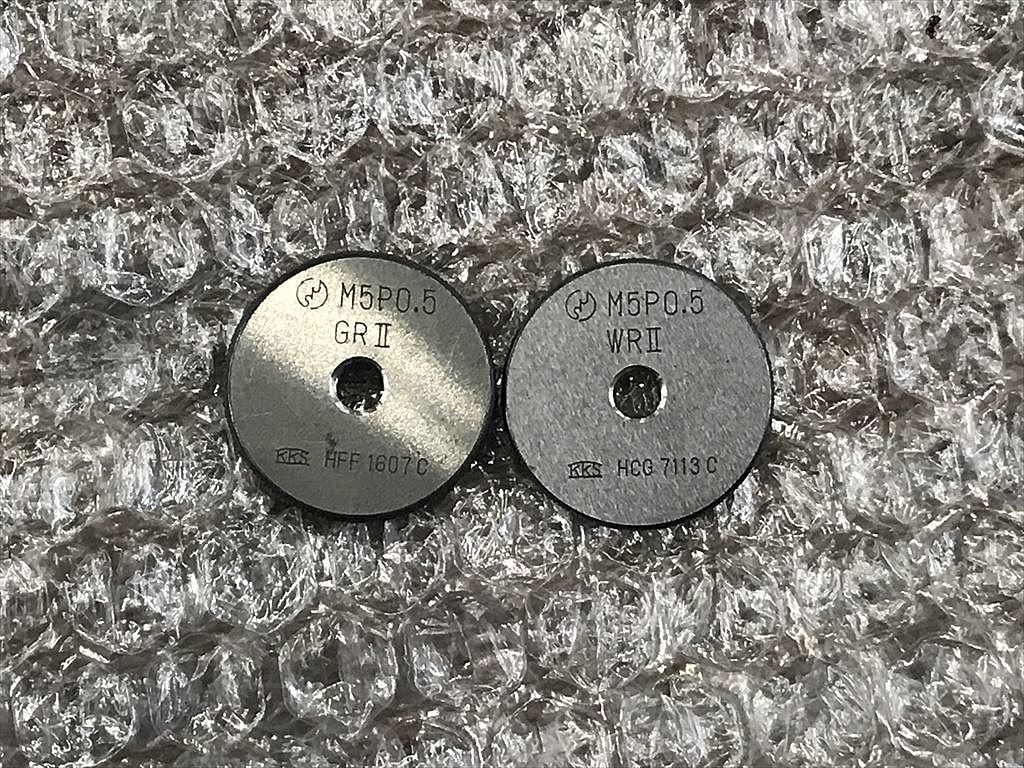 M5P0.5
GRⅡ
KKS HFF 1607 C
M5P0.5
WRⅡ
KKS HCG 7113 C